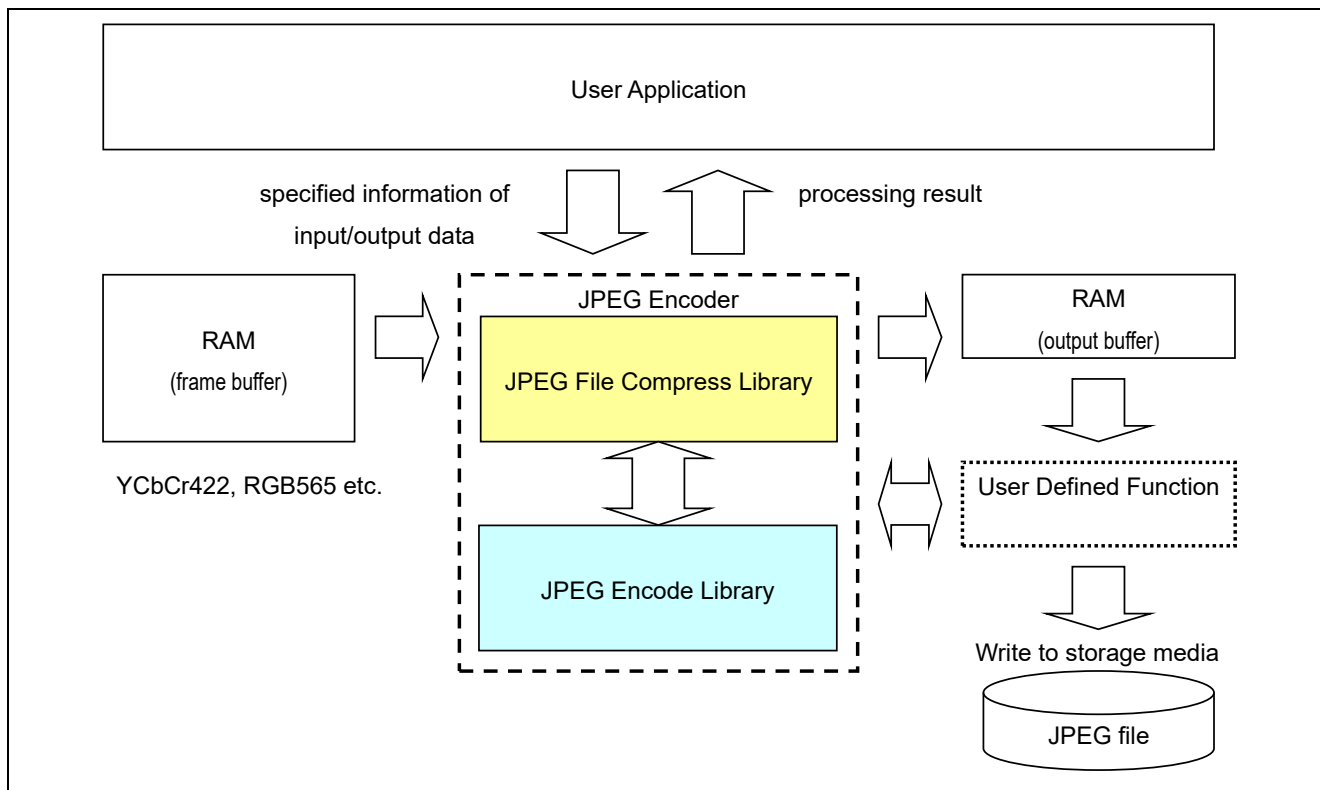 User Application
specified information of
input/output data
processing result
JPEG Encoder
RAM
(frame buffer)
JPEG File Compress Library
RAM
(output buffer)
YCbCr422, RGB565 etc.
User Defined Function
JPEG Encode Library
Write to storage media
JPEG file